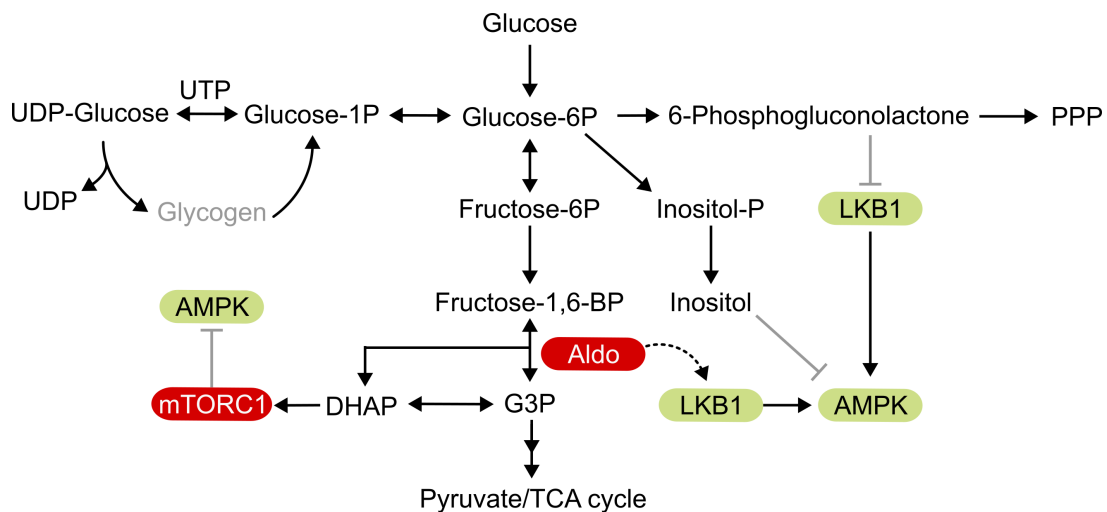 Glucose
UTP
UDP-Glucose
Glucose-1P
Glucose-6P
6-Phosphogluconolactone
PPP
UDP
Glycogen
Fructose-6P
Inositol-P
LKB1
AMPK
Fructose-1,6-BP
Inositol
Aldo
mTORC1
DHAP
G3P
LKB1
AMPK
Pyruvate/TCA cycle